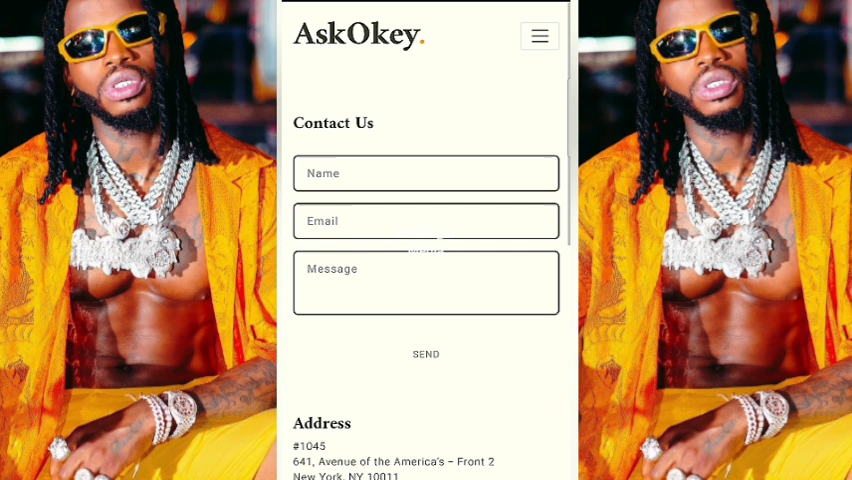 AskOkey.
Contact Us
Name
Email
Message
SEND
Address
#1045
641, Avenue of the America's – Front 2
New York, NY 10011